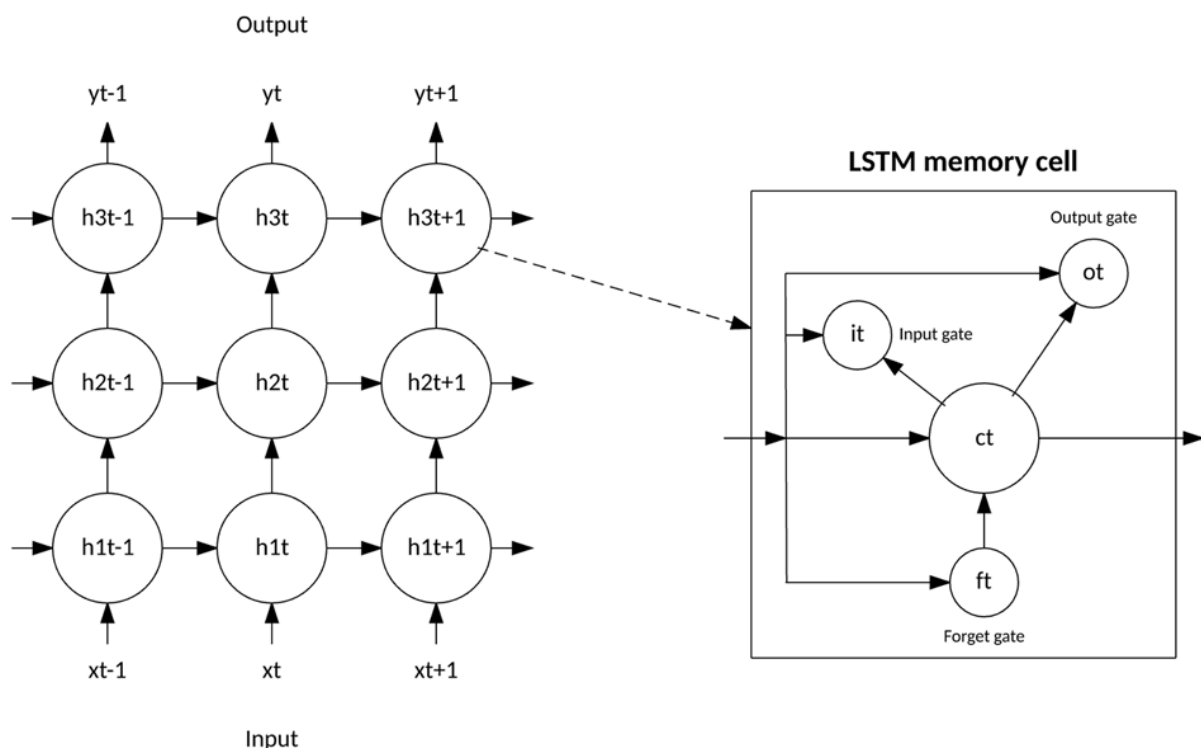 Output
yt-1 yt yt+1
LSTM memory cell
h3t-1 h3t h3t+1
Output gate
ot
it Input gate
h2t-1 h2t h2t+1
ct
h1t-1 h1t h1t+1
ft
Forget gate
xt-1 xt xt+1
Input